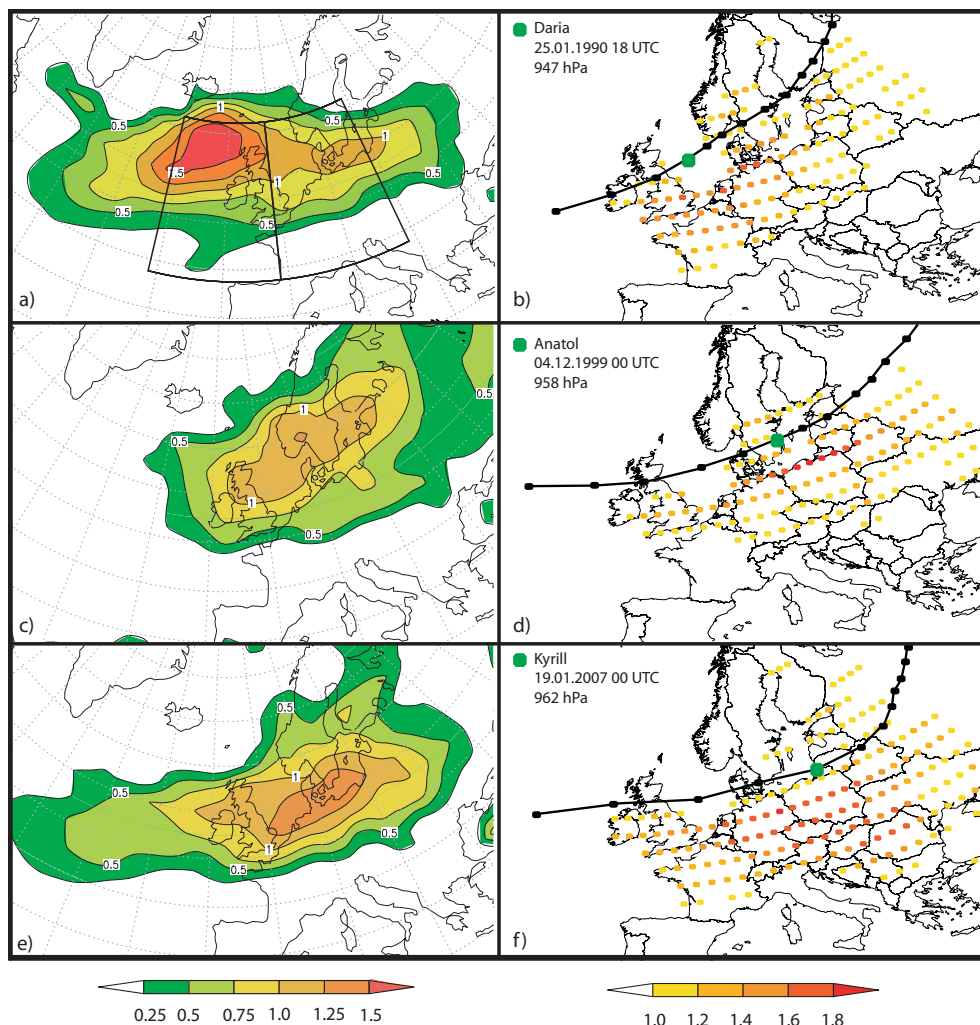 0.5
1
0.5
1
0.5
1.5
1
0.5
0.5
a)
Daria
25.01.1990 18 UTC
947 hPa
b)
1
0.5
0.5
1
0.5
c)
Anatol
04.12.1999 00 UTC
958 hPa
d)
0.5
0.5
1
0.5
1
0.5
0.5
e)
Kyrill
19.01.2007 00 UTC
962 hPa
f)
0.25 0.5 0.75 1.0 1.25 1.5
1.0 1.2 1.4 1.6 1.8